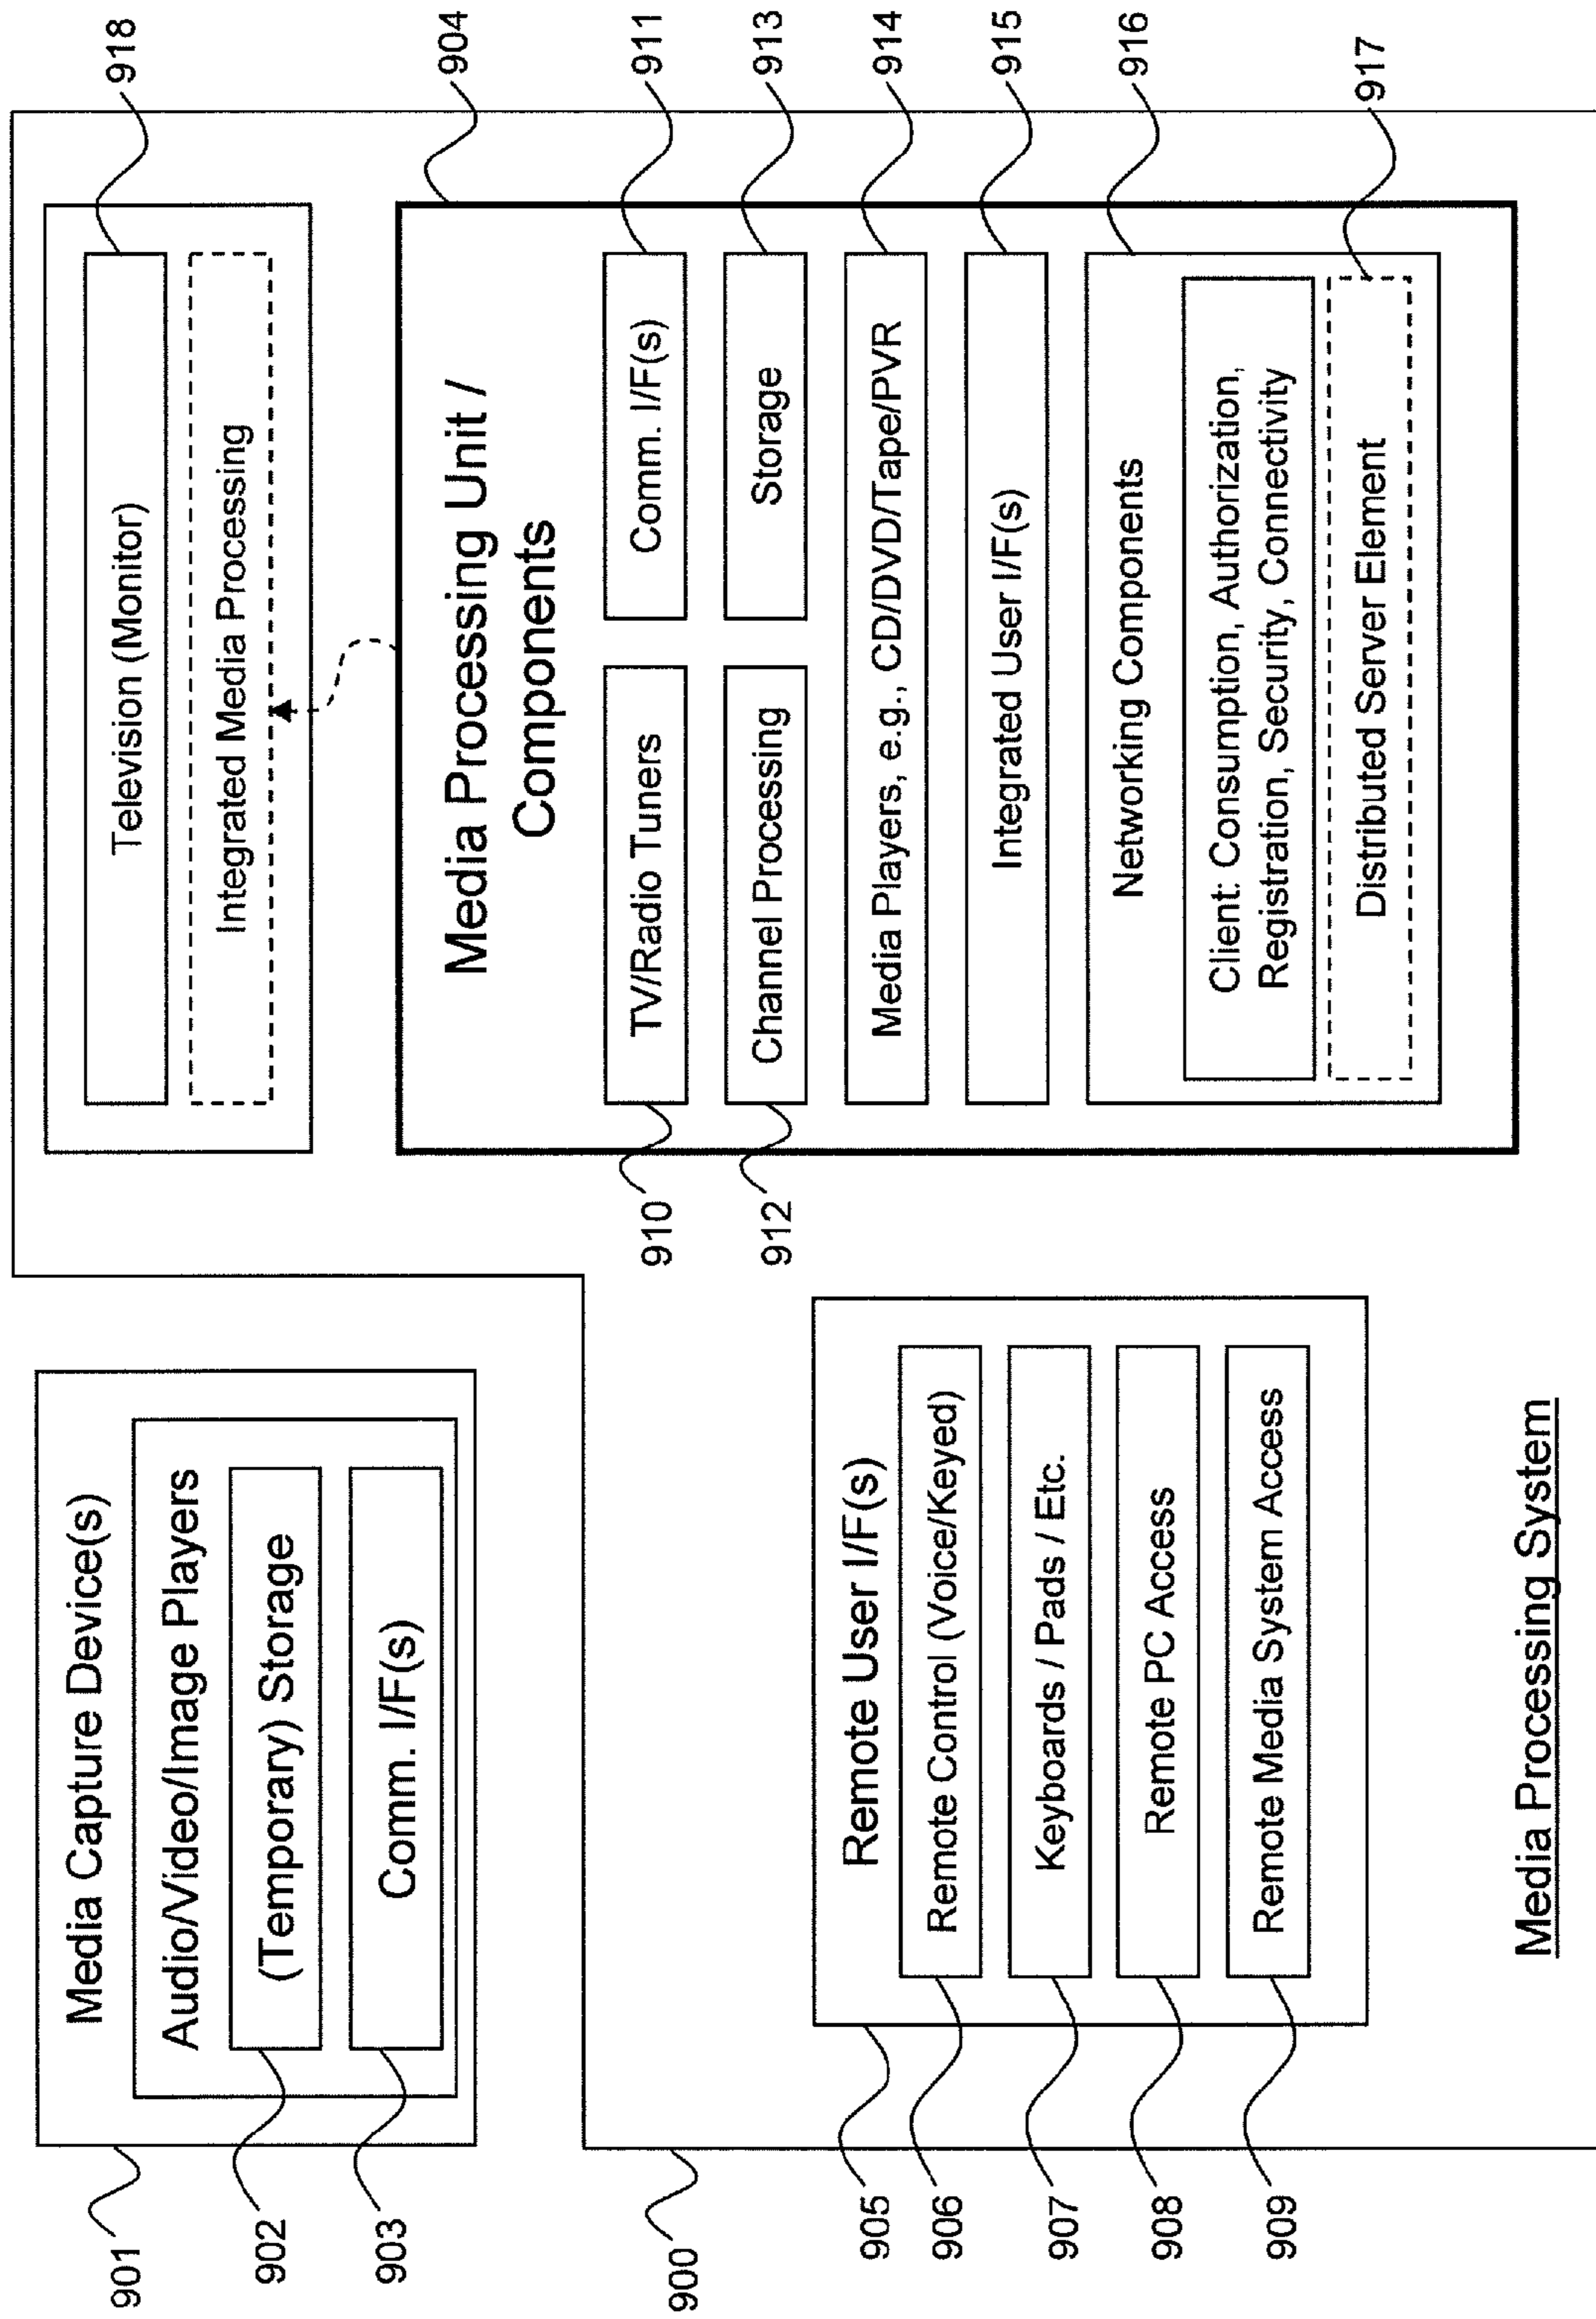 901
Media Capture Device(s)
Audio/Video/Image Players
902
(Temporary) Storage
903
Comm. I/F(s)
900
905
Remote User I/F(s)
906
Remote Control (Voice/Keyed)
907
Keyboards / Pads / Etc.
908
Remote PC Access
909
Remote Media System Access
Media Processing System
918
Television (Monitor)
Integrated Media Processing
904
Media Processing Unit /
Components
910
TV/Radio Tuners
Comm. I/F(s)
911
912
Channel Processing
Storage
913
Media Players, e.g., CD/DVD/Tape/PVR
914
Integrated User I/F(s)
915
Networking Components
916
Client: Consumption, Authorization,
Registration, Security, Connectivity
Distributed Server Element
917